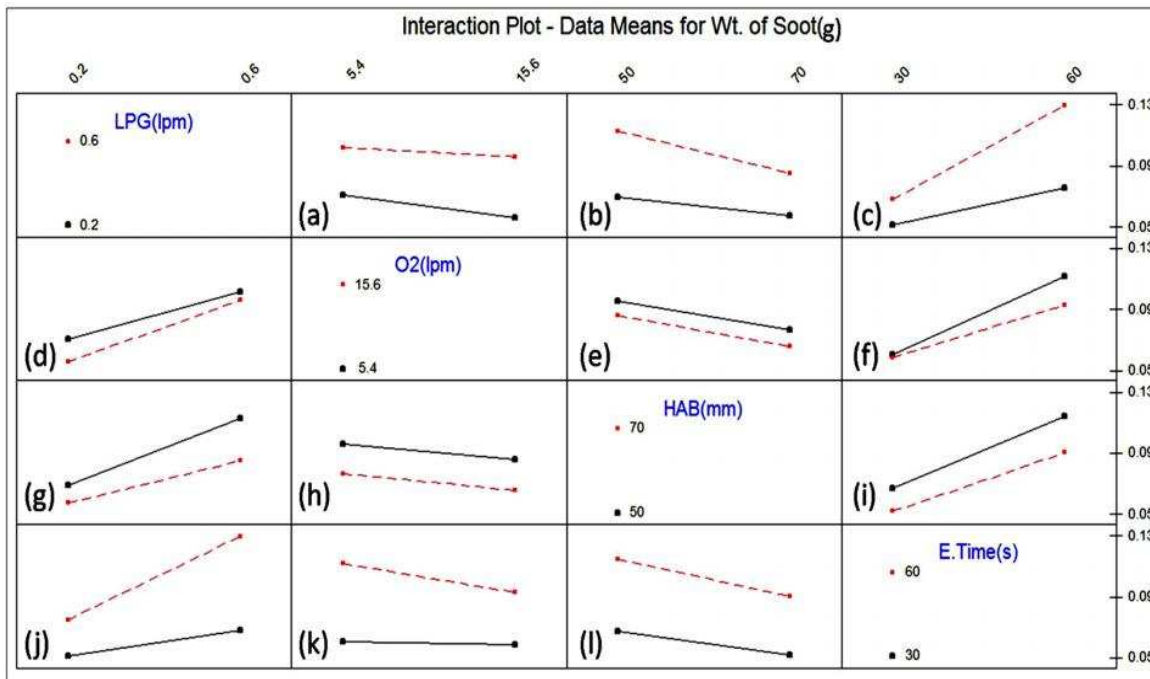 Interaction Plot - Data Means for Wt. of Soot(g)
0.2 0.6 5.4 15.6 50 70 30 60
LPG(lpm)
0.6
0.2
(a)
(b)
(c)
0.13
0.09
0.05
(d)
O2(lpm)
15.6
5.4
(e)
(f)
0.13
0.09
0.05
(g)
(h)
HAB(mm)
70
50
(i)
0.13
0.09
0.05
(j)
(k)
(l)
E.Time(s)
60
30
0.13
0.09
0.05